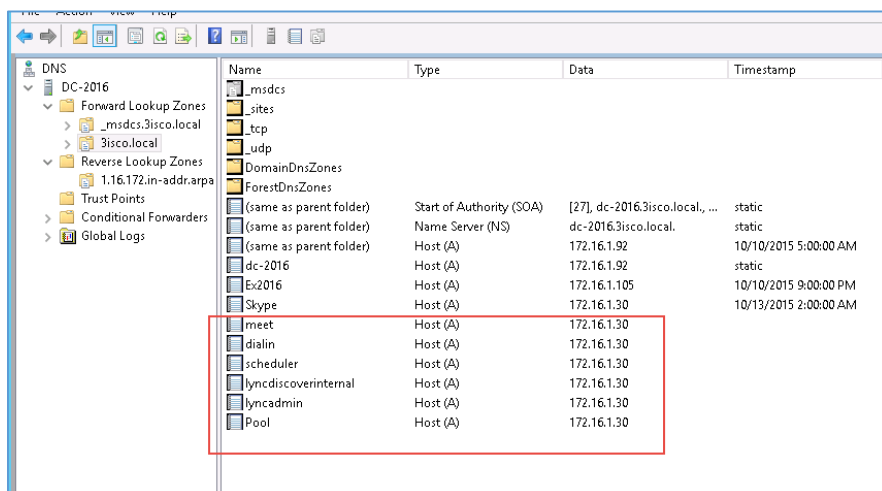 File Action View Help
DNS
DC-2016
Forward Lookup Zones
_msdcs.3isco.local
3isco.local
Reverse Lookup Zones
1.16.172.in-addr.arpa
Trust Points
Conditional Forwarders
Global Logs
Name Type Data Timestamp
_msdcs
_sites
_tcp
_udp
DomainDnsZones
ForestDnsZones
(same as parent folder) Start of Authority (SOA) [27], dc-2016.3isco.local., ... static
(same as parent folder) Name Server (NS) dc-2016.3isco.local. static
(same as parent folder) Host (A) 172.16.1.92 10/10/2015 5:00:00 AM
dc-2016 Host (A) 172.16.1.92 static
Ex2016 Host (A) 172.16.1.105 10/10/2015 9:00:00 PM
Skype Host (A) 172.16.1.30 10/13/2015 2:00:00 AM
meet Host (A) 172.16.1.30
dialin Host (A) 172.16.1.30
scheduler Host (A) 172.16.1.30
lyncdiscoverinternal Host (A) 172.16.1.30
lyncadmin Host (A) 172.16.1.30
Pool Host (A) 172.16.1.30